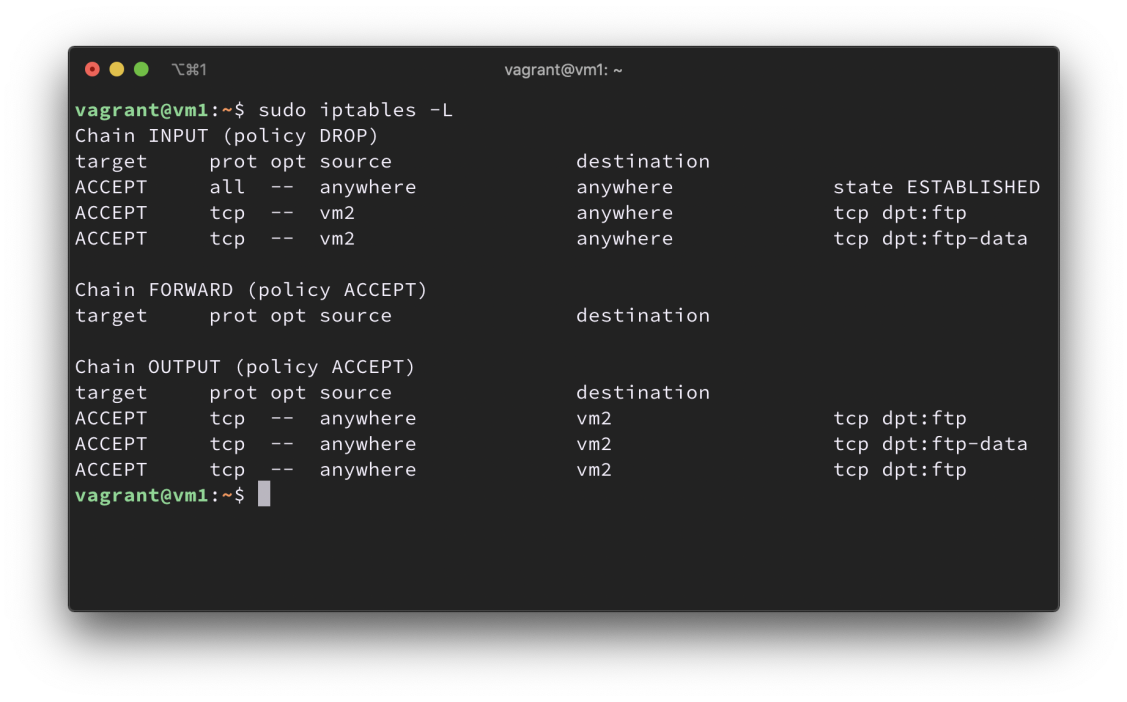 ⌥⌘1 vagrant@vm1: ~
vagrant@vm1:~$ sudo iptables -L
Chain INPUT (policy DROP)
target     prot opt source               destination
ACCEPT     all  --  anywhere             anywhere             state ESTABLISHED
ACCEPT     tcp  --  vm2                  anywhere             tcp dpt:ftp
ACCEPT     tcp  --  vm2                  anywhere             tcp dpt:ftp-data

Chain FORWARD (policy ACCEPT)
target     prot opt source               destination

Chain OUTPUT (policy ACCEPT)
target     prot opt source               destination
ACCEPT     tcp  --  anywhere             vm2                  tcp dpt:ftp
ACCEPT     tcp  --  anywhere             vm2                  tcp dpt:ftp-data
ACCEPT     tcp  --  anywhere             vm2                  tcp dpt:ftp
vagrant@vm1:~$